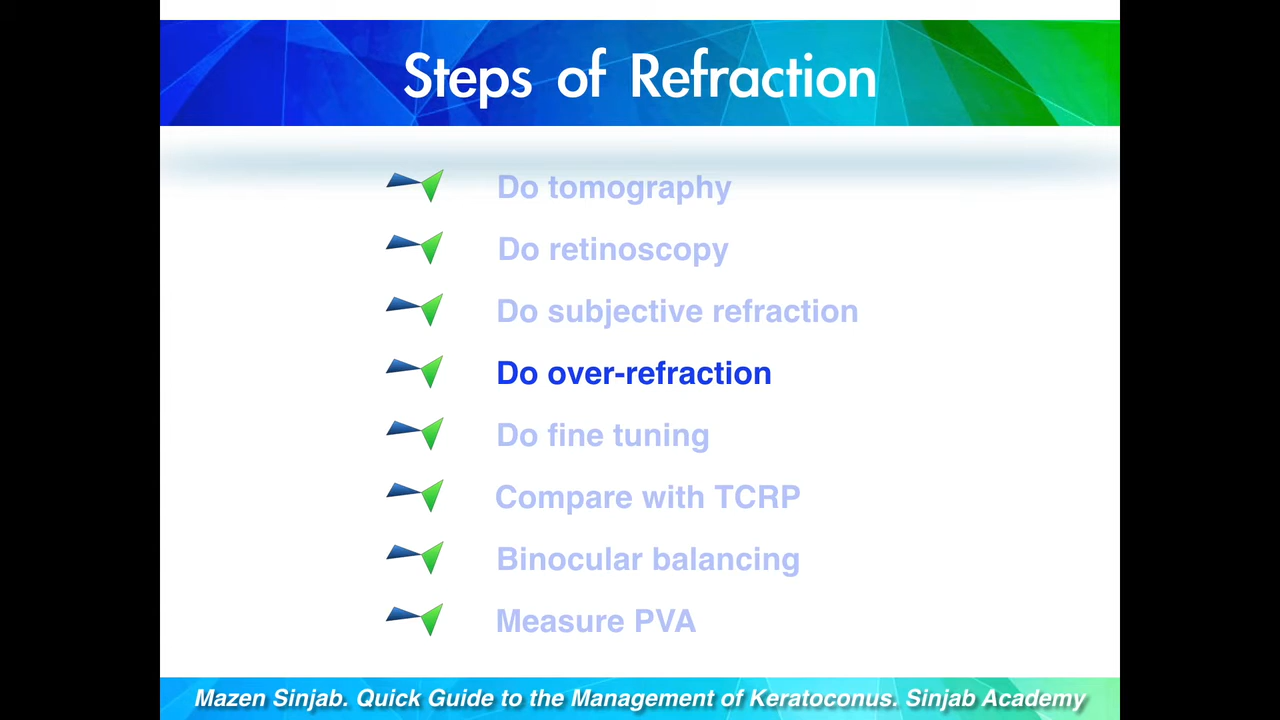 Steps of Refraction
Do tomography
Do retinoscopy
Do subjective refraction
Do over-refraction
Do fine tuning
Compare with TCRP
Binocular balancing
Measure PVA
Mazen Sinjab. Quick Guide to the Management of Keratoconus. Sinjab Academy